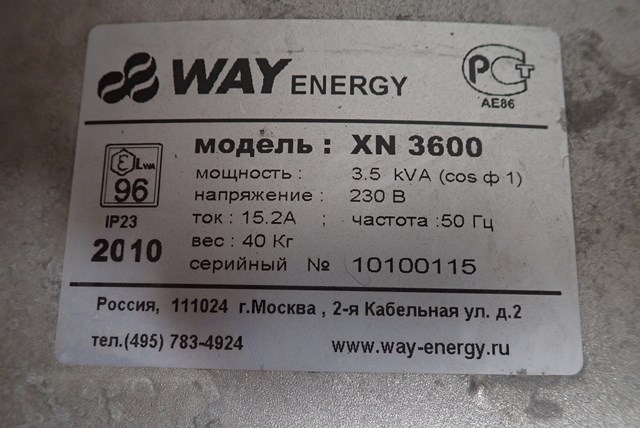 WAY ENERGY
РСТ
АЕ86
модель : XN 3600
мощность : 3.5 kVA (cos ф 1)
напряжение : 230 В
ток : 15.2А ; частота :50 Гц
вес : 40 Кг
серийный № 10100115
LWA
96
IP23
2010
Россия, 111024 г.Москва , 2-я Кабельная ул. д.2
тел.(495) 783-4924 www.way-energy.ru